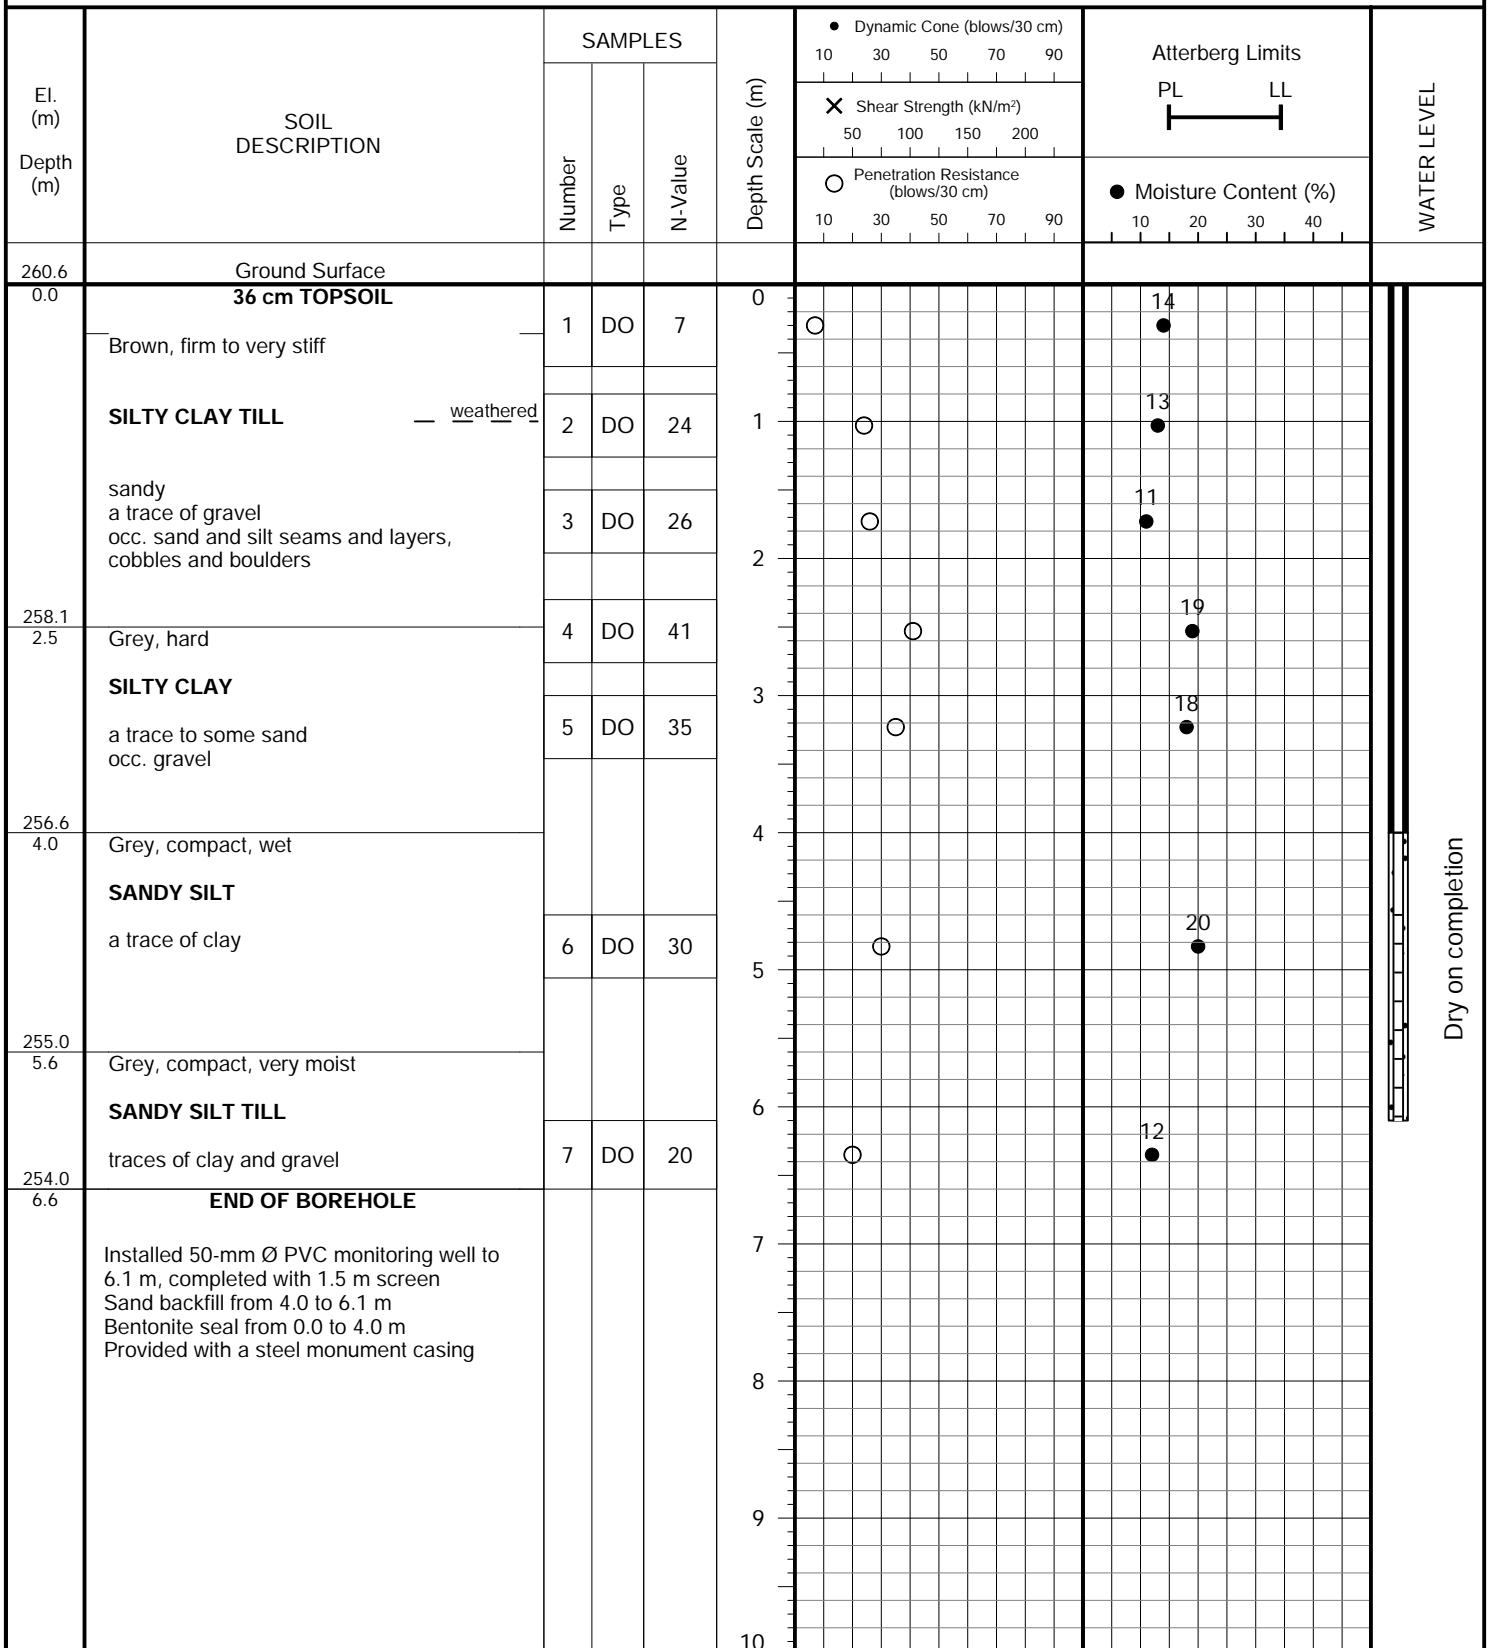 El.
(m)
Depth
(m)
SOIL
DESCRIPTION
SAMPLES
Number
Type
N-Value
Depth Scale (m)
Dynamic Cone (blows/30 cm)
10 30 50 70 90
Shear Strength (kN/m²)
50 100 150 200
Penetration Resistance
(blows/30 cm)
10 30 50 70 90
Atterberg Limits
PL LL
Moisture Content (%)
10 20 30 40
WATER LEVEL
260.6 Ground Surface
0.0 36 cm TOPSOIL 0
14
1 DO 7
Brown, firm to very stiff
13
SILTY CLAY TILL weathered
2 DO 24 1
sandy
11
a trace of gravel
3 DO 26
occ. sand and silt seams and layers,
cobbles and boulders
2
19
258.1
4 DO 41
2.5 Grey, hard
SILTY CLAY
3
18
a trace to some sand
5 DO 35
occ. gravel
256.6
4
4.0 Grey, compact, wet
SANDY SILT
20
a trace of clay
6 DO 30
5
Dry on completion
255.0
5.6 Grey, compact, very moist
SANDY SILT TILL
6
12
traces of clay and gravel
7 DO 20
254.0
6.6 END OF BOREHOLE
7
Installed 50-mm Ø PVC monitoring well to
6.1 m, completed with 1.5 m screen
Sand backfill from 4.0 to 6.1 m
Bentonite seal from 0.0 to 4.0 m
Provided with a steel monument casing
8
9
10